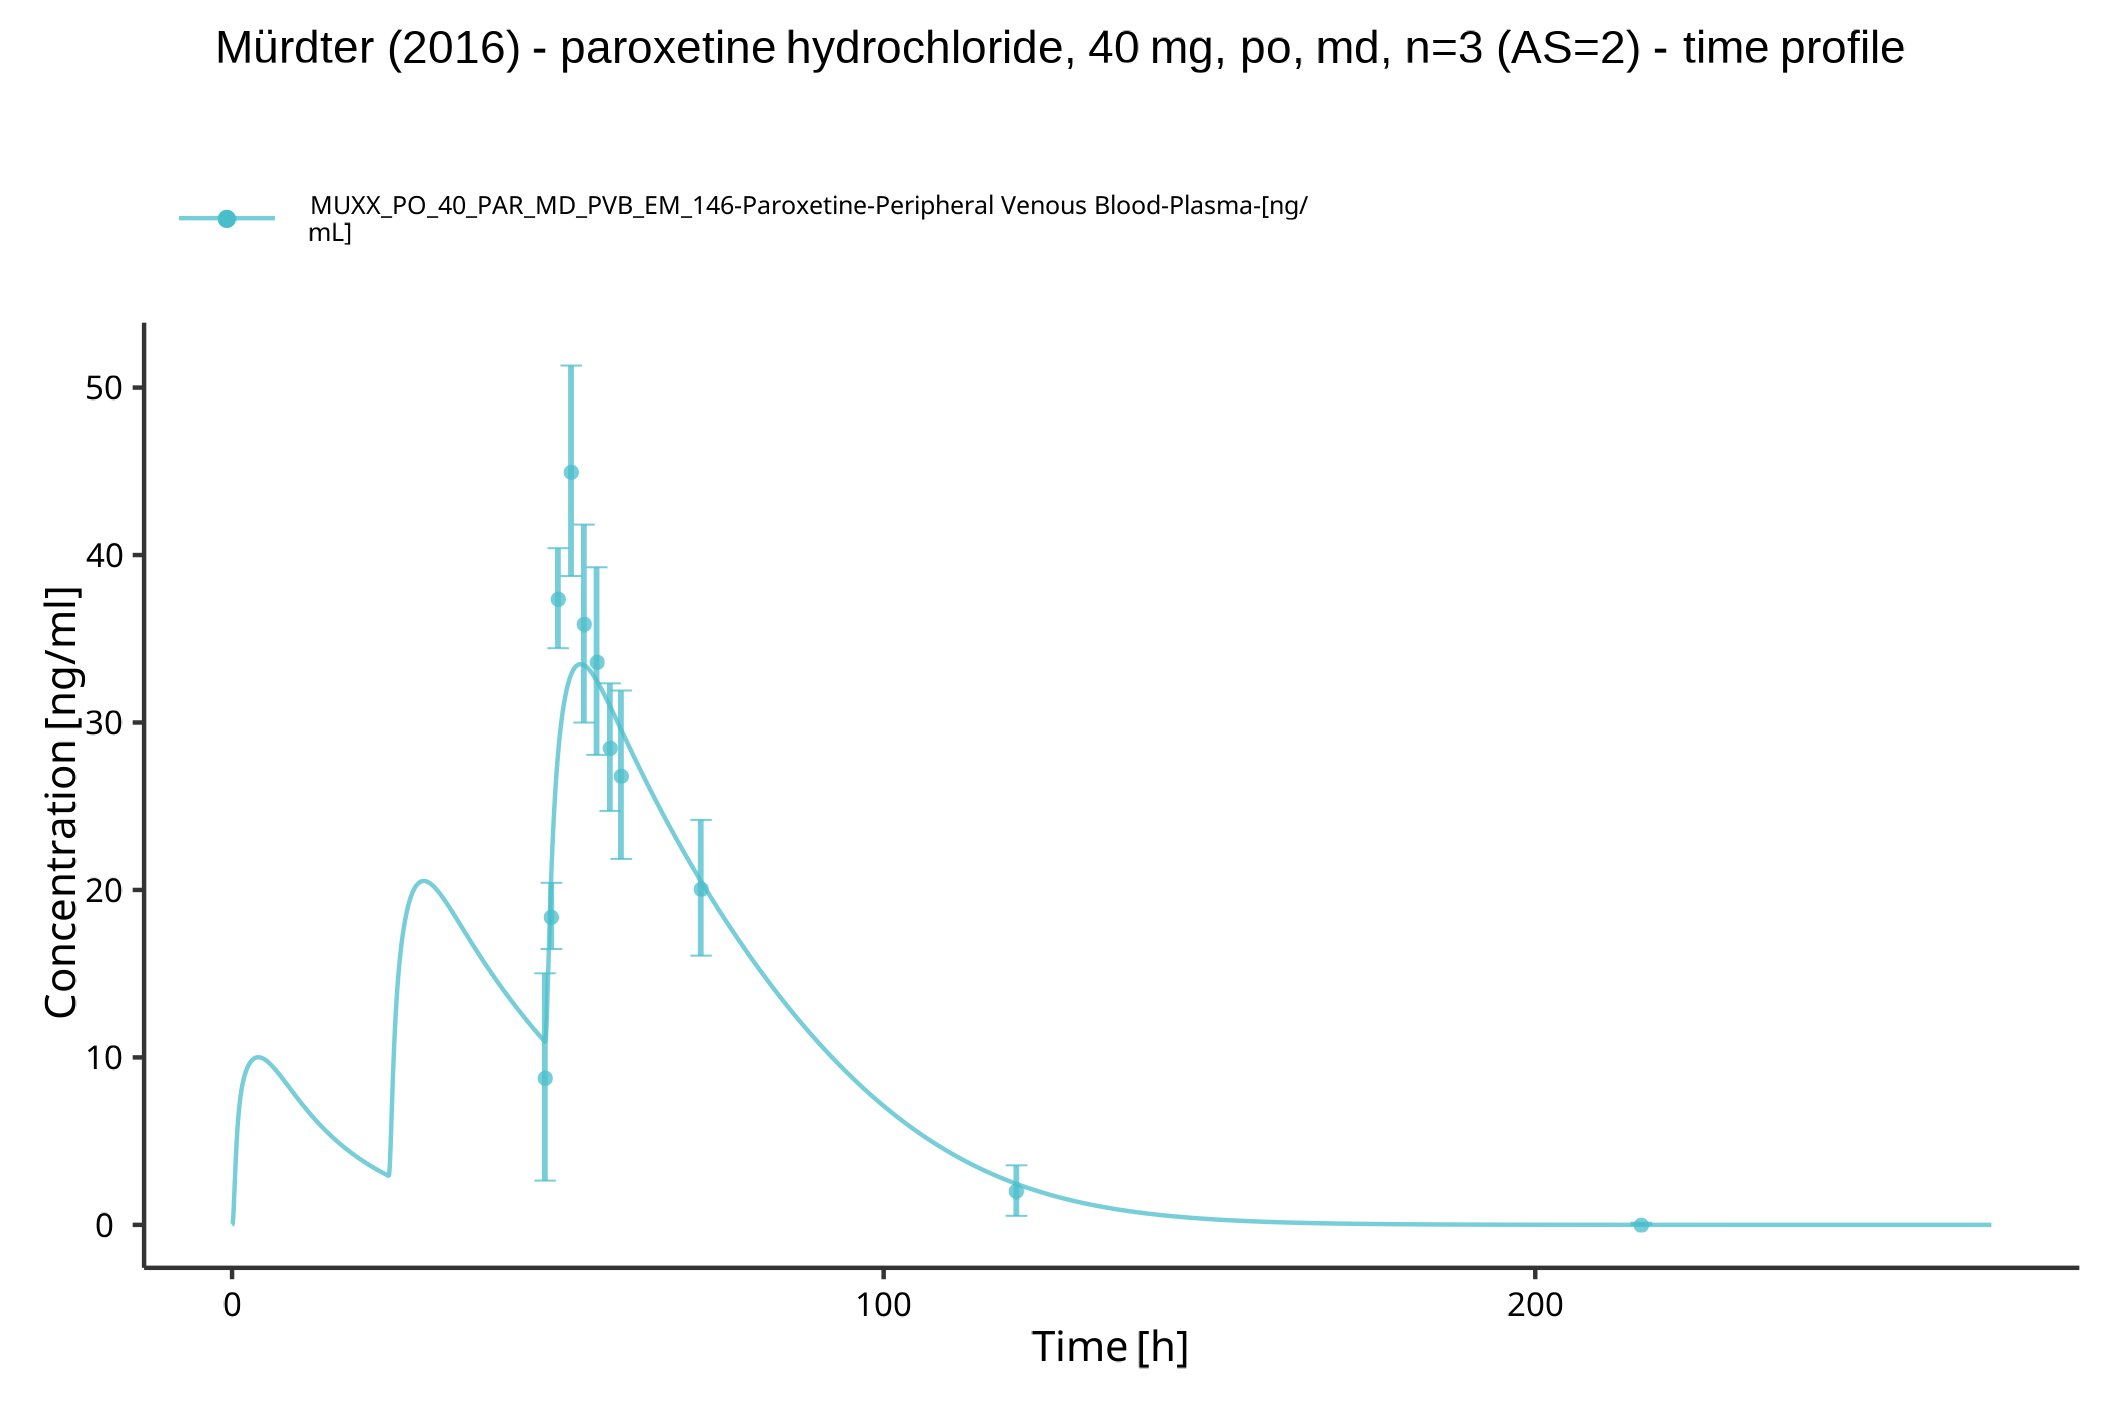 Mürdter (2016) - paroxetine hydrochloride, 40 mg, po, md, n=3 (AS=2) - time profile
MUXX_PO_40_PAR_MD_PVB_EM_146-Paroxetine-Peripheral Venous Blood-Plasma-[ng/
mL]
Concentration [ng/ml]
50
40
30
20
10
0
0
100
200
Time [h]